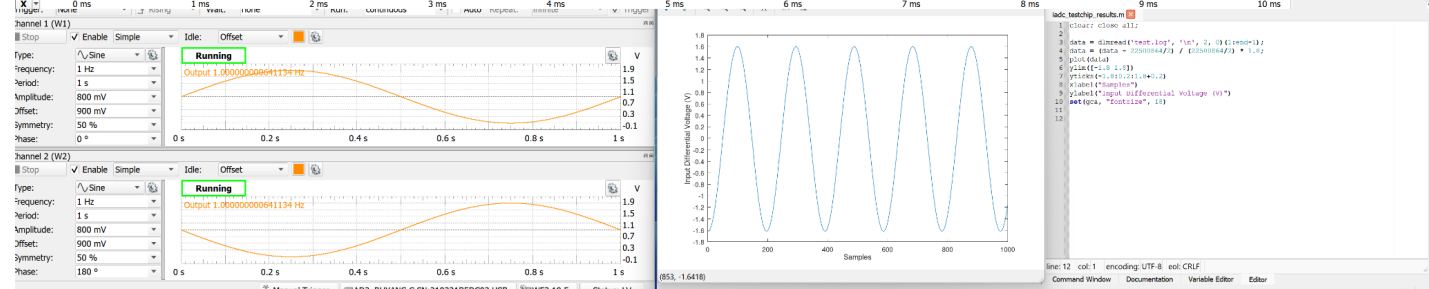 X 0 ms 1 ms 2 ms 3 ms 4 ms 5 ms 6 ms 7 ms 8 ms 9 ms 10 ms
Trigger: None Rising Wait: none Run: continuous Auto Repeat: infinite Trigger
Channel 1 (W1)
Stop Enable Simple Idle: Offset
Type: Sine Running V
Frequency: 1 Hz
Period: 1 s
Amplitude: 800 mV
Offset: 900 mV
Symmetry: 50 %
Phase: 0 °
Output 1.00000000641134 Hz
1.9
1.5
1.1
0.7
0.3
-0.1
0 s 0.2 s 0.4 s 0.6 s 0.8 s 1 s
Channel 2 (W2)
Stop Enable Simple Idle: Offset
Type: Sine Running V
Frequency: 1 Hz
Period: 1 s
Amplitude: 800 mV
Offset: 900 mV
Symmetry: 50 %
Phase: 180 °
Output 1.00000000641134 Hz
1.9
1.5
1.1
0.7
0.3
-0.1
0 s 0.2 s 0.4 s 0.6 s 0.8 s 1 s
Manual Trigger
1.8
1.6
1.4
1.2
1
0.8
0.6
0.4
0.2
0
-0.2
-0.4
-0.6
-0.8
-1
-1.2
-1.4
-1.6
-1.8
Input Differential Voltage (V)
0 200 400 600 800 1000
Samples
(853, -1.6418)
iadc_testchip_results.m
1 clear; close all;
2
3 data = dlmread('test.log', '\n', 2, 0)(1:end-1);
4 data = (data - 22500864/2) / (22500864/2) * 1.8;
5 plot(data)
6 ylim([-1.8 1.8])
7 yticks(-1.8:0.2:1.8+0.2)
8 xlabel("Samples")
9 ylabel("Input Differential Voltage (V)")
10 set(gca, "fontsize", 18)
11
12
line: 12 col: 1 encoding: UTF-8 eol: CRLF
Command Window Documentation Variable Editor Editor